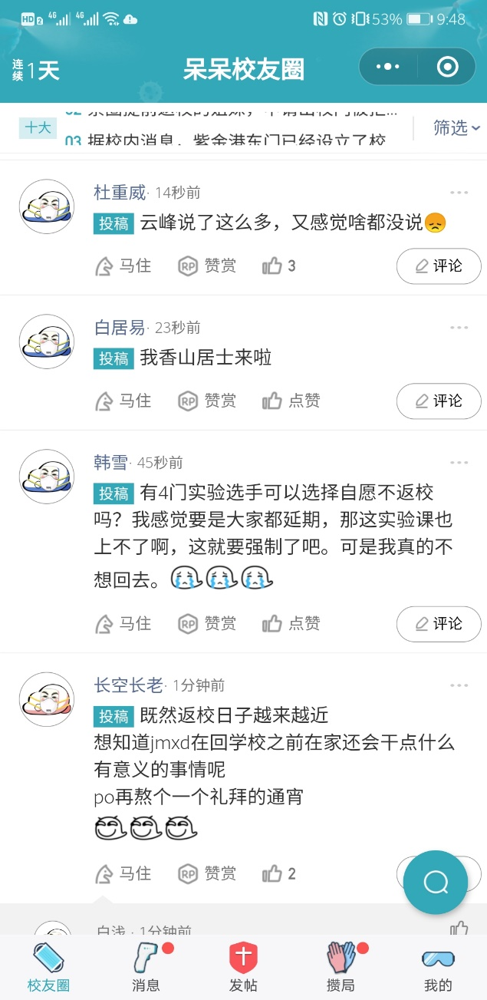 HD 2 4G 4G 53% 9:48
连续1天
呆呆校友圈
十大
03 据校内消息，紫金港东门已经设立了校
筛选
杜重威· 14秒前
投稿 云峰说了这么多，又感觉啥都没说
马住 RP 赞赏 3 评论
白居易· 23秒前
投稿 我香山居士来啦
马住 RP 赞赏 点赞 评论
韩雪· 45秒前
投稿 有4门实验选手可以选择自愿不返校
吗？我感觉要是大家都延期，那这实验课也
上不了啊，这就要强制了吧。可是我真的不
想回去。
马住 RP 赞赏 点赞 评论
长空长老· 1分钟前
投稿 既然返校日子越来越近
想知道jmxd在回学校之前在家还会干点什么
有意义的事情呢
po再熬个一个礼拜的通宵
马住 RP 赞赏 2
白浅· 1分钟前
校友圈 消息 发帖 攒局 我的